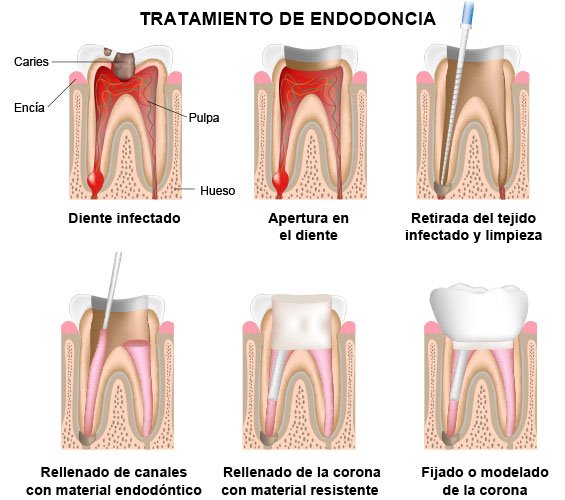 TRATAMIENTO DE ENDODONCIA
Caries
Encía
Pulpa
Hueso
Diente infectado
Apertura en
el diente
Retirada del tejido
infectado y limpieza
Rellenado de canales
con material endodóntico
Rellenado de la corona
con material resistente
Fijado o modelado
de la corona